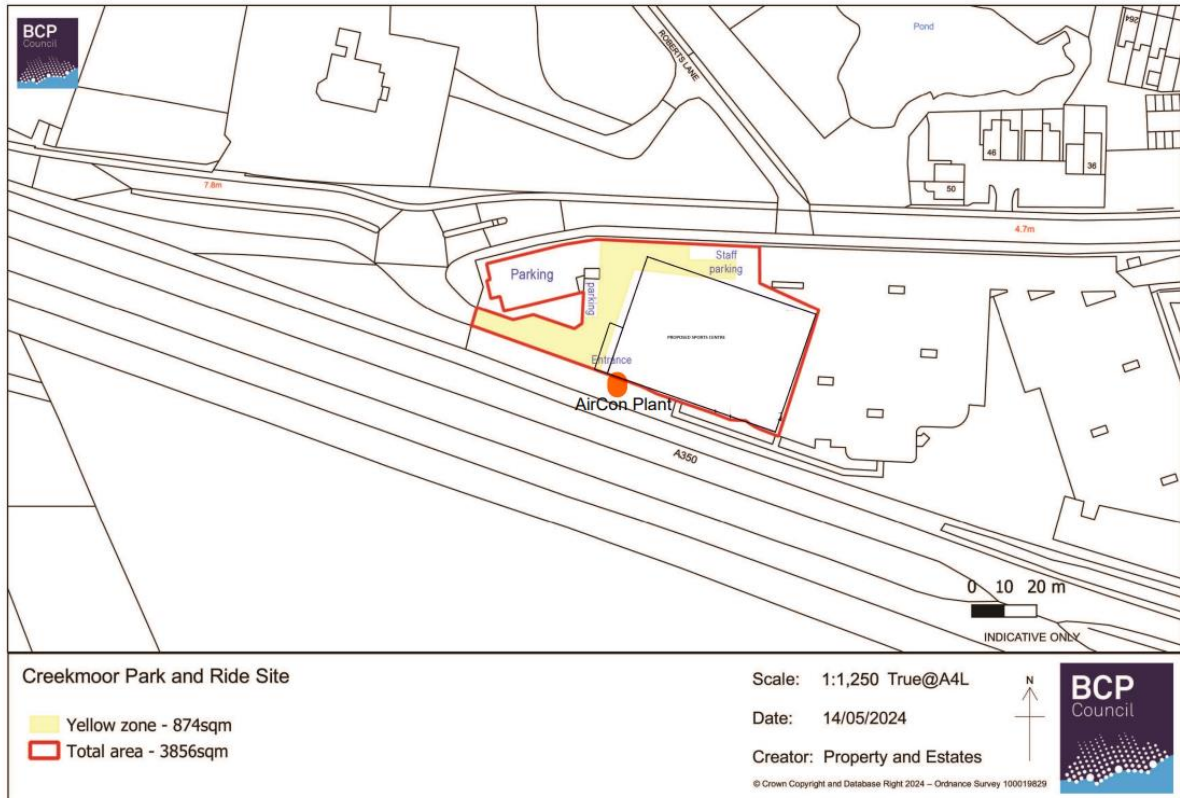 BCP
Council
ROBERTS LANE
Pond
264
46
36
50
7.8m
4.7m
Parking
parking
Staff
parking
PROPOSED SPORTS CENTRE
Entrance
AirCon Plant
A350
0 10 20 m
INDICATIVE ONLY
Creekmoor Park and Ride Site
Yellow zone - 874sqm
Total area - 3856sqm
Scale: 1:1,250 True@A4L
Date: 14/05/2024
Creator: Property and Estates
© Crown Copyright and Database Right 2024 – Ordnance Survey 100019829
N
BCP
Council